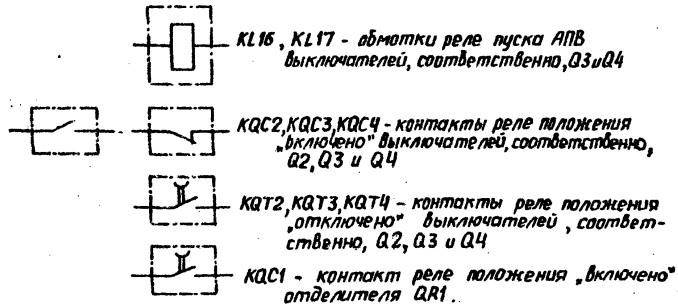 KL16, KL17 - обмотки реле пуска АПВ
выключателей, соответственно, Q3 и Q4
KQC2, KQC3, KQC4 - контакты реле положения
„включено" выключателей, соответственно,
Q2, Q3 и Q4
KQT2, KQT3, KQT4 - контакты реле положения
„отключено" выключателей, соответ-
ственно, Q2, Q3 и Q4
KQC1 - контакт реле положения „включено"
отделителя QR1.